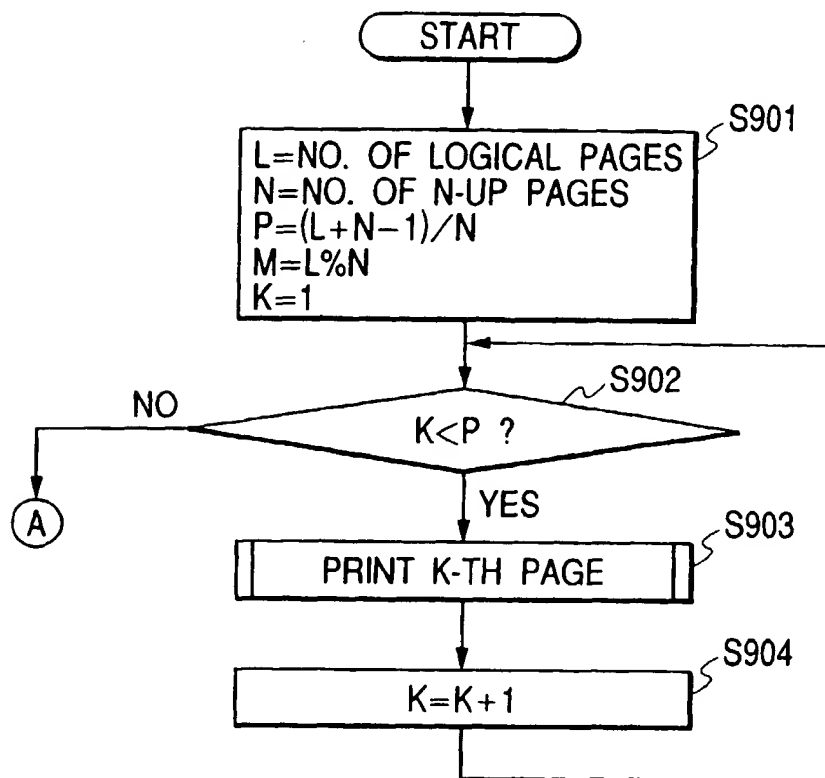 START
S901
L=NO. OF LOGICAL PAGES
N=NO. OF N-UP PAGES
P=(L+N-1)/N
M=L%N
K=1
S902
NO
K<P ?
A
YES
S903
PRINT K-TH PAGE
S904
K=K+1